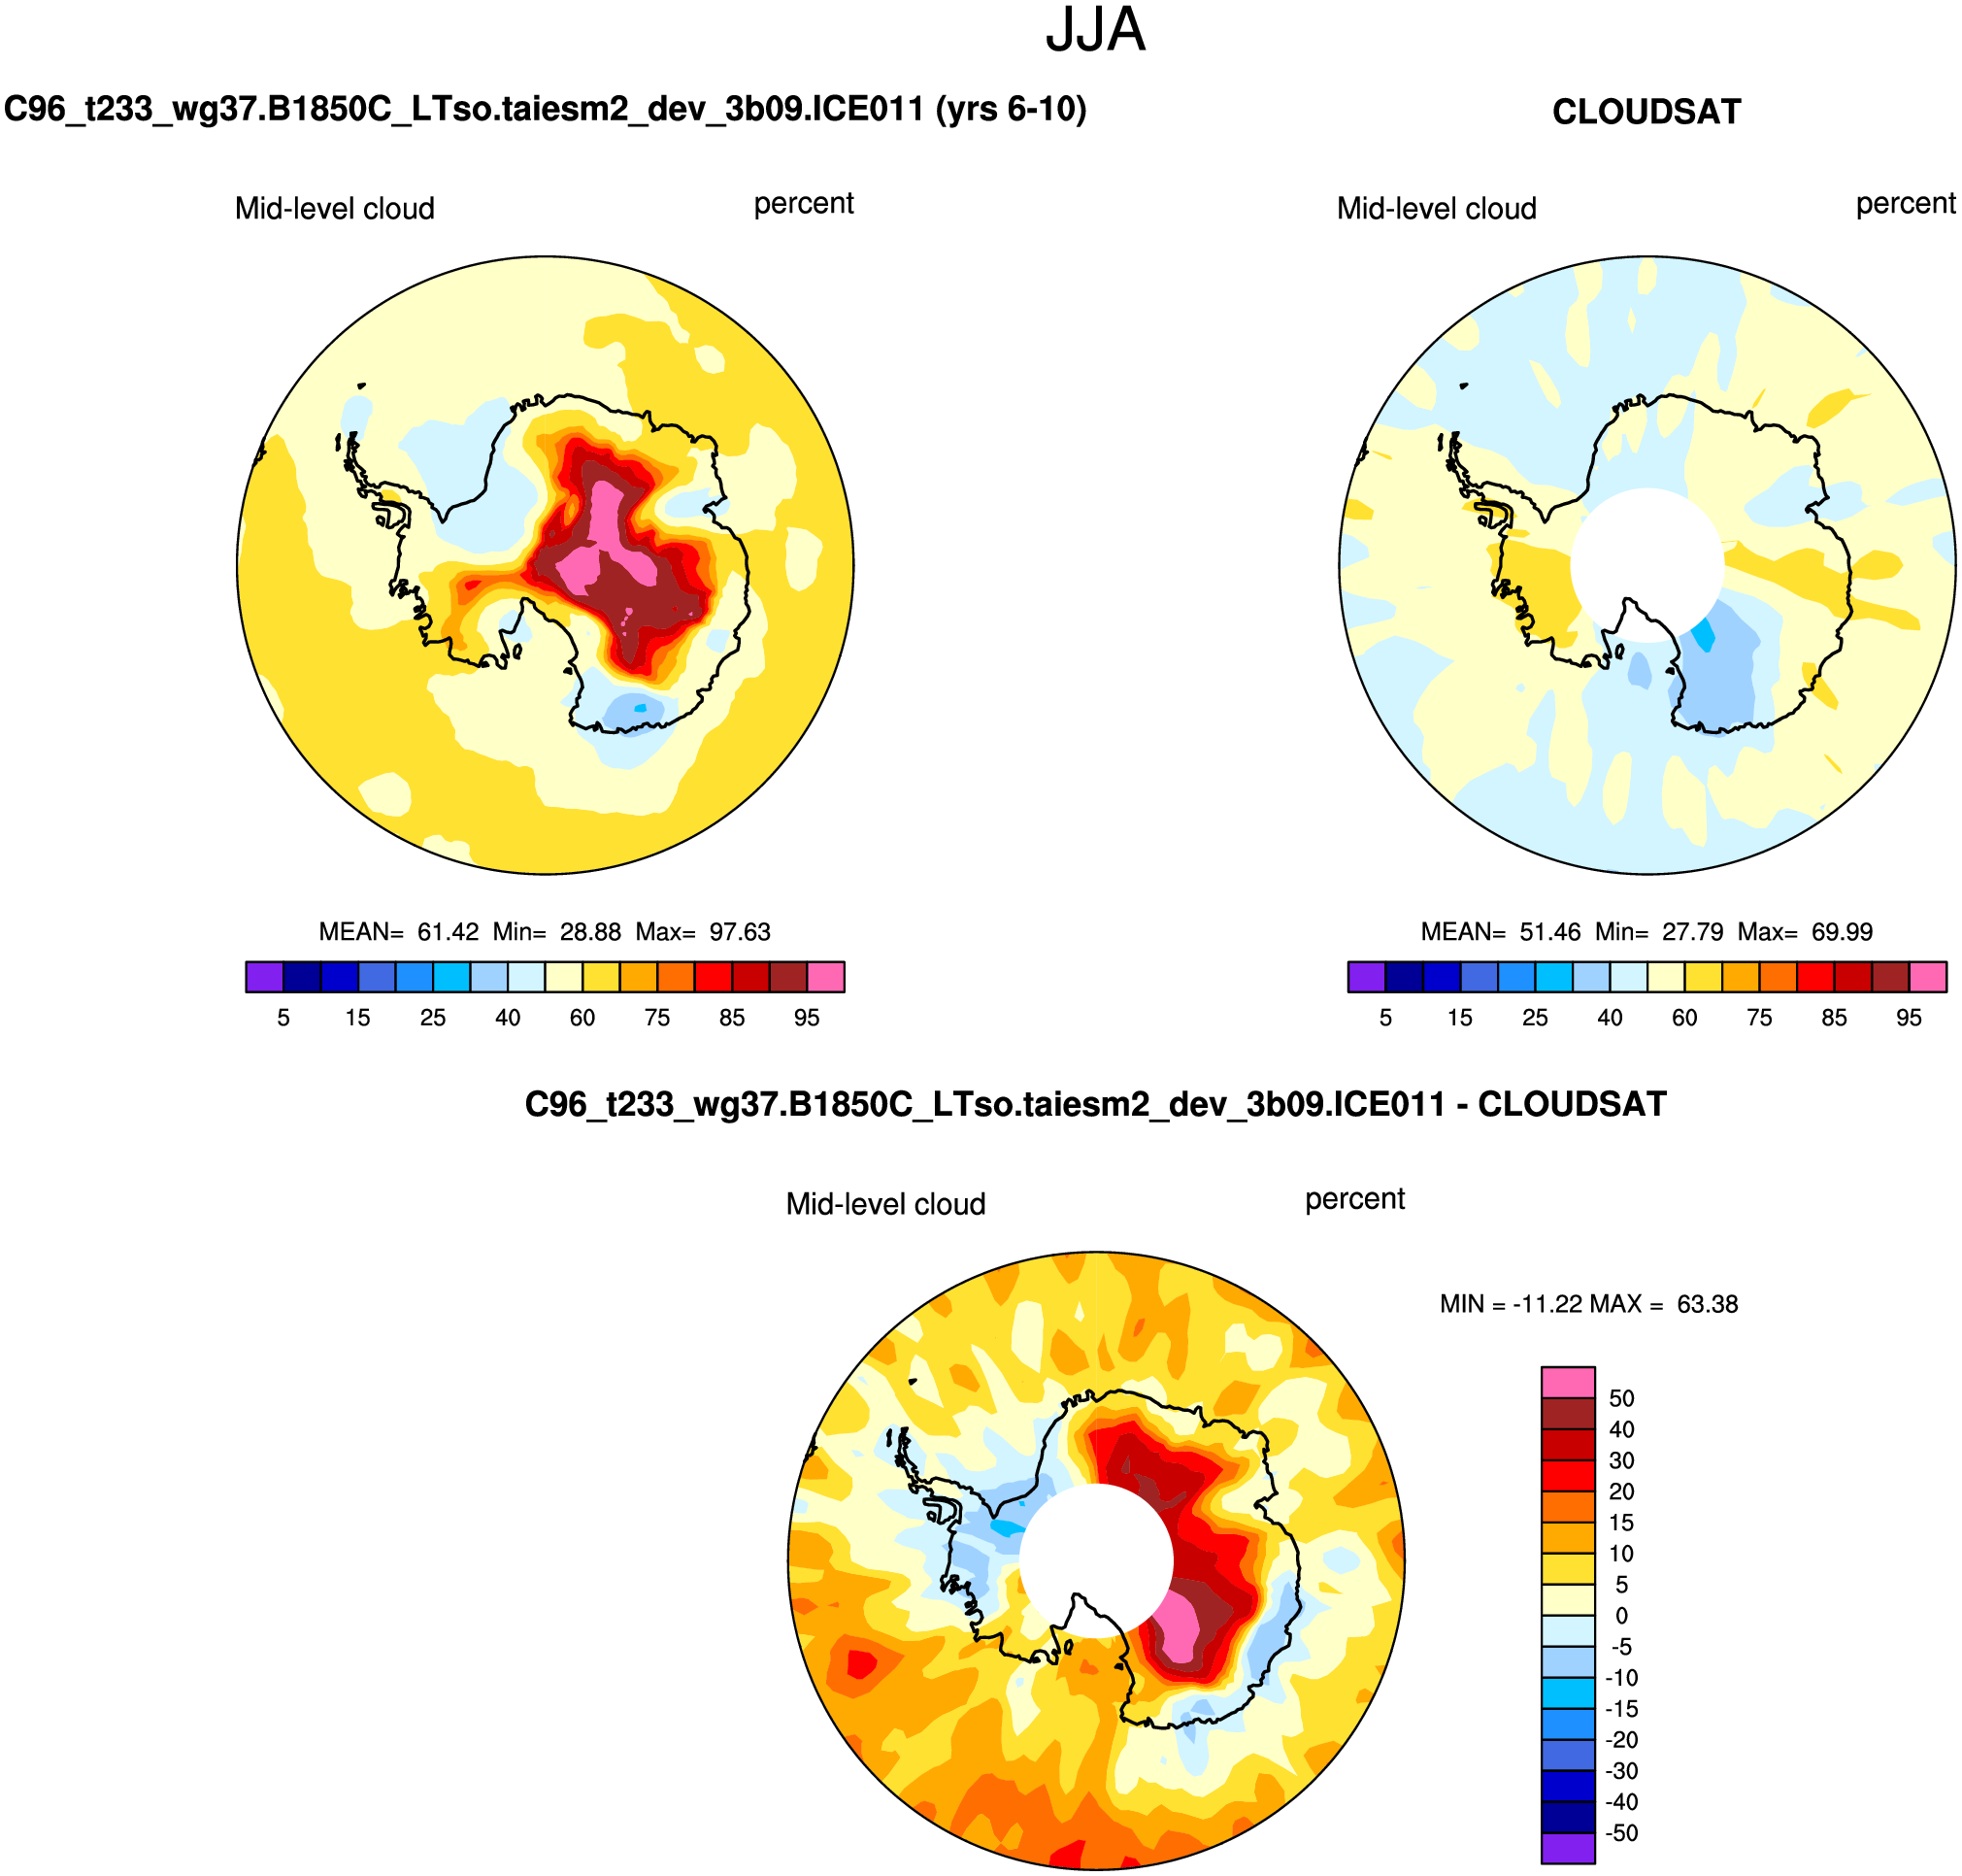 JJA
C96_t233_wg37.B1850C_LTso.taiesm2_dev_3b09.ICE011 (yrs 6-10)
CLOUDSAT
Mid-level cloud percent
Mid-level cloud percent
MEAN= 61.42 Min= 28.88 Max= 97.63
MEAN= 51.46 Min= 27.79 Max= 69.99
5 15 25 40 60 75 85 95
5 15 25 40 60 75 85 95
C96_t233_wg37.B1850C_LTso.taiesm2_dev_3b09.ICE011 - CLOUDSAT
Mid-level cloud percent
MIN = -11.22 MAX = 63.38
50
40
30
20
15
10
5
0
-5
-10
-15
-20
-30
-40
-50